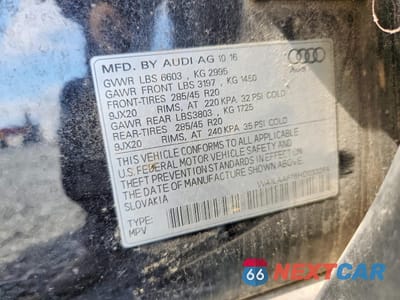 MFD. BY AUDI AG 10 16
GVWR LBS 6603 , KG 2995
GAWR FRONT LBS 3197 , KG 1450
FRONT-TIRES 285/45 R20
9JX20 RIMS, AT 220 KPA, 32 PSI COLD
GAWR REAR LBS3803 , KG 1725
REAR-TIRES 285/45 R20
9JX20 RIMS, AT 240 KPA, 35 PSI COLD
THIS VEHICLE CONFORMS TO ALL APPLICABLE
U.S. FEDERAL MOTOR VEHICLE SAFETY AND
THEFT PREVENTION STANDARDS IN EFFECT ON
THE DATE OF MANUFACTURE SHOWN ABOVE.
SLOVAKIA
TYPE:
MPV
Audi
66 NEXTCAR